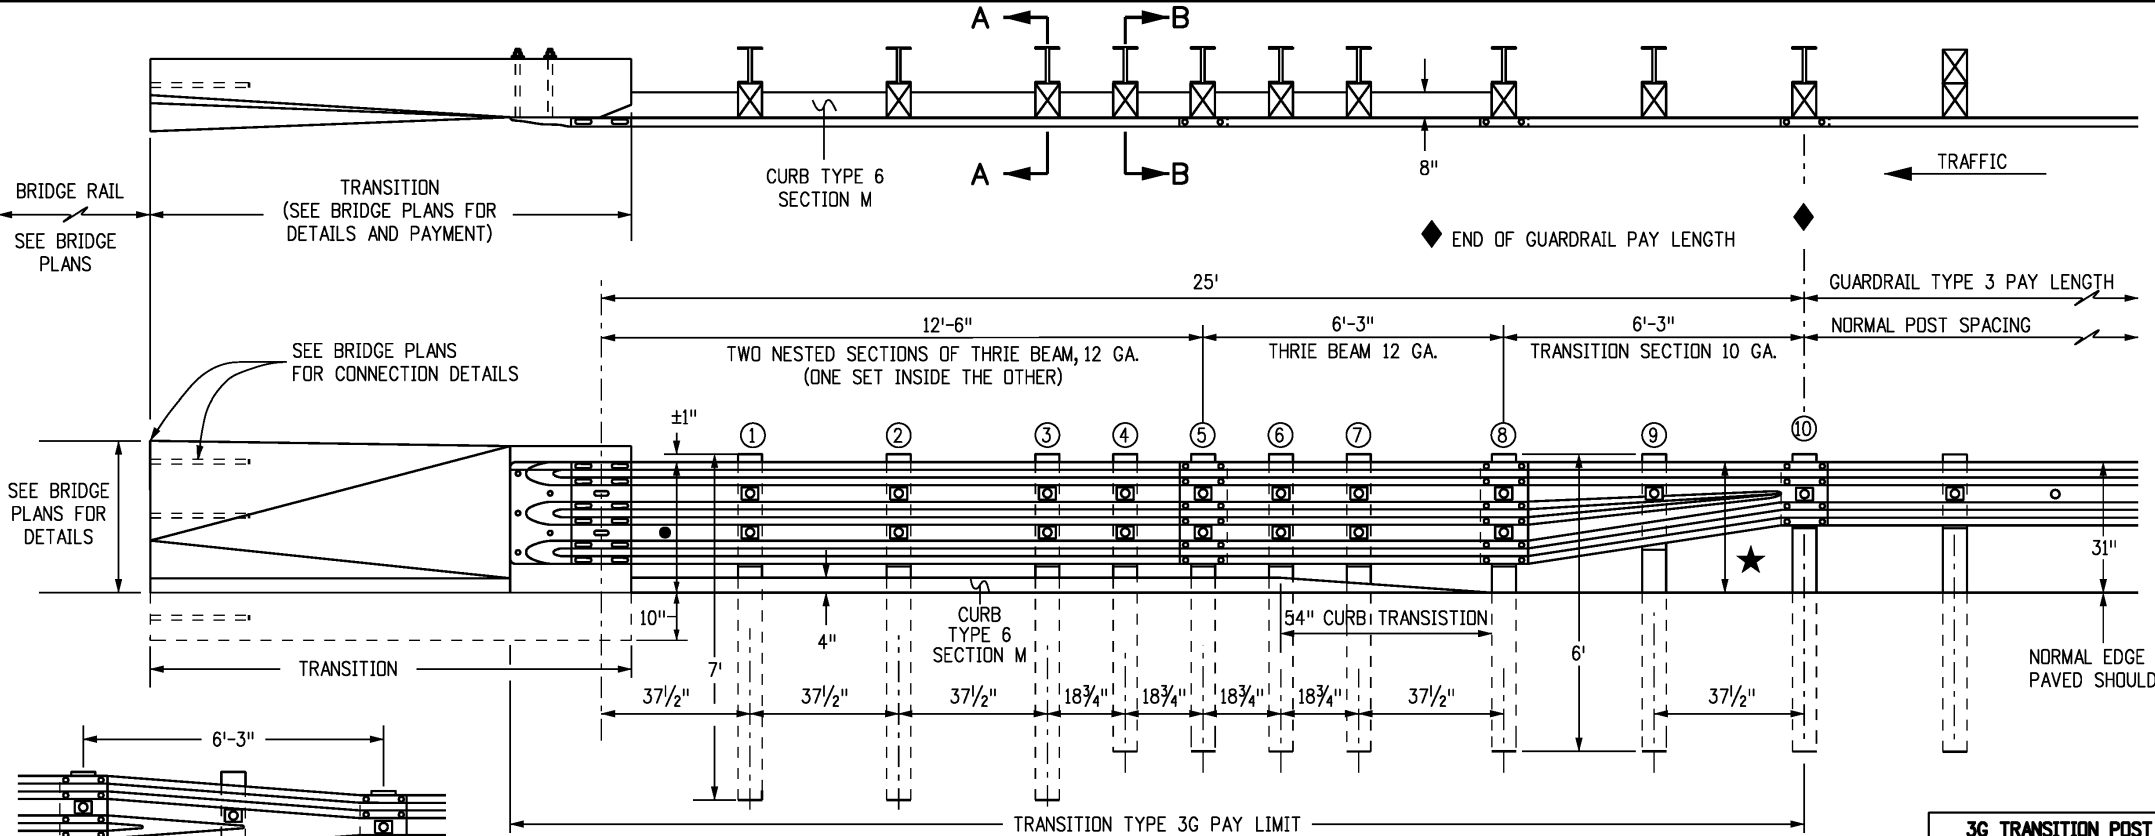 A
B
BRIDGE RAIL
SEE BRIDGE
PLANS
TRANSITION
(SEE BRIDGE PLANS FOR
DETAILS AND PAYMENT)
CURB TYPE 6
SECTION M
A
B
8"
TRAFFIC
◆ END OF GUARDRAIL PAY LENGTH
25'
GUARDRAIL TYPE 3 PAY LENGTH
12'-6"
TWO NESTED SECTIONS OF THRIE BEAM, 12 GA.
(ONE SET INSIDE THE OTHER)
6'-3"
THRIE BEAM 12 GA.
6'-3"
TRANSITION SECTION 10 GA.
NORMAL POST SPACING
SEE BRIDGE PLANS
FOR CONNECTION DETAILS
±1"
① ② ③ ④ ⑤ ⑥ ⑦ ⑧ ⑨ ⑩
SEE BRIDGE
PLANS FOR
DETAILS
31"
10"
4"
CURB
TYPE 6
SECTION M
54" CURB TRANSISTION
7'
6'
NORMAL EDGE
PAVED SHOULD
TRANSITION
37½" 37½" 37½" 18¾" 18¾" 18¾" 18¾" 37½" 37½"
6'-3"
TRANSITION TYPE 3G PAY LIMIT
3G TRANSITION POST